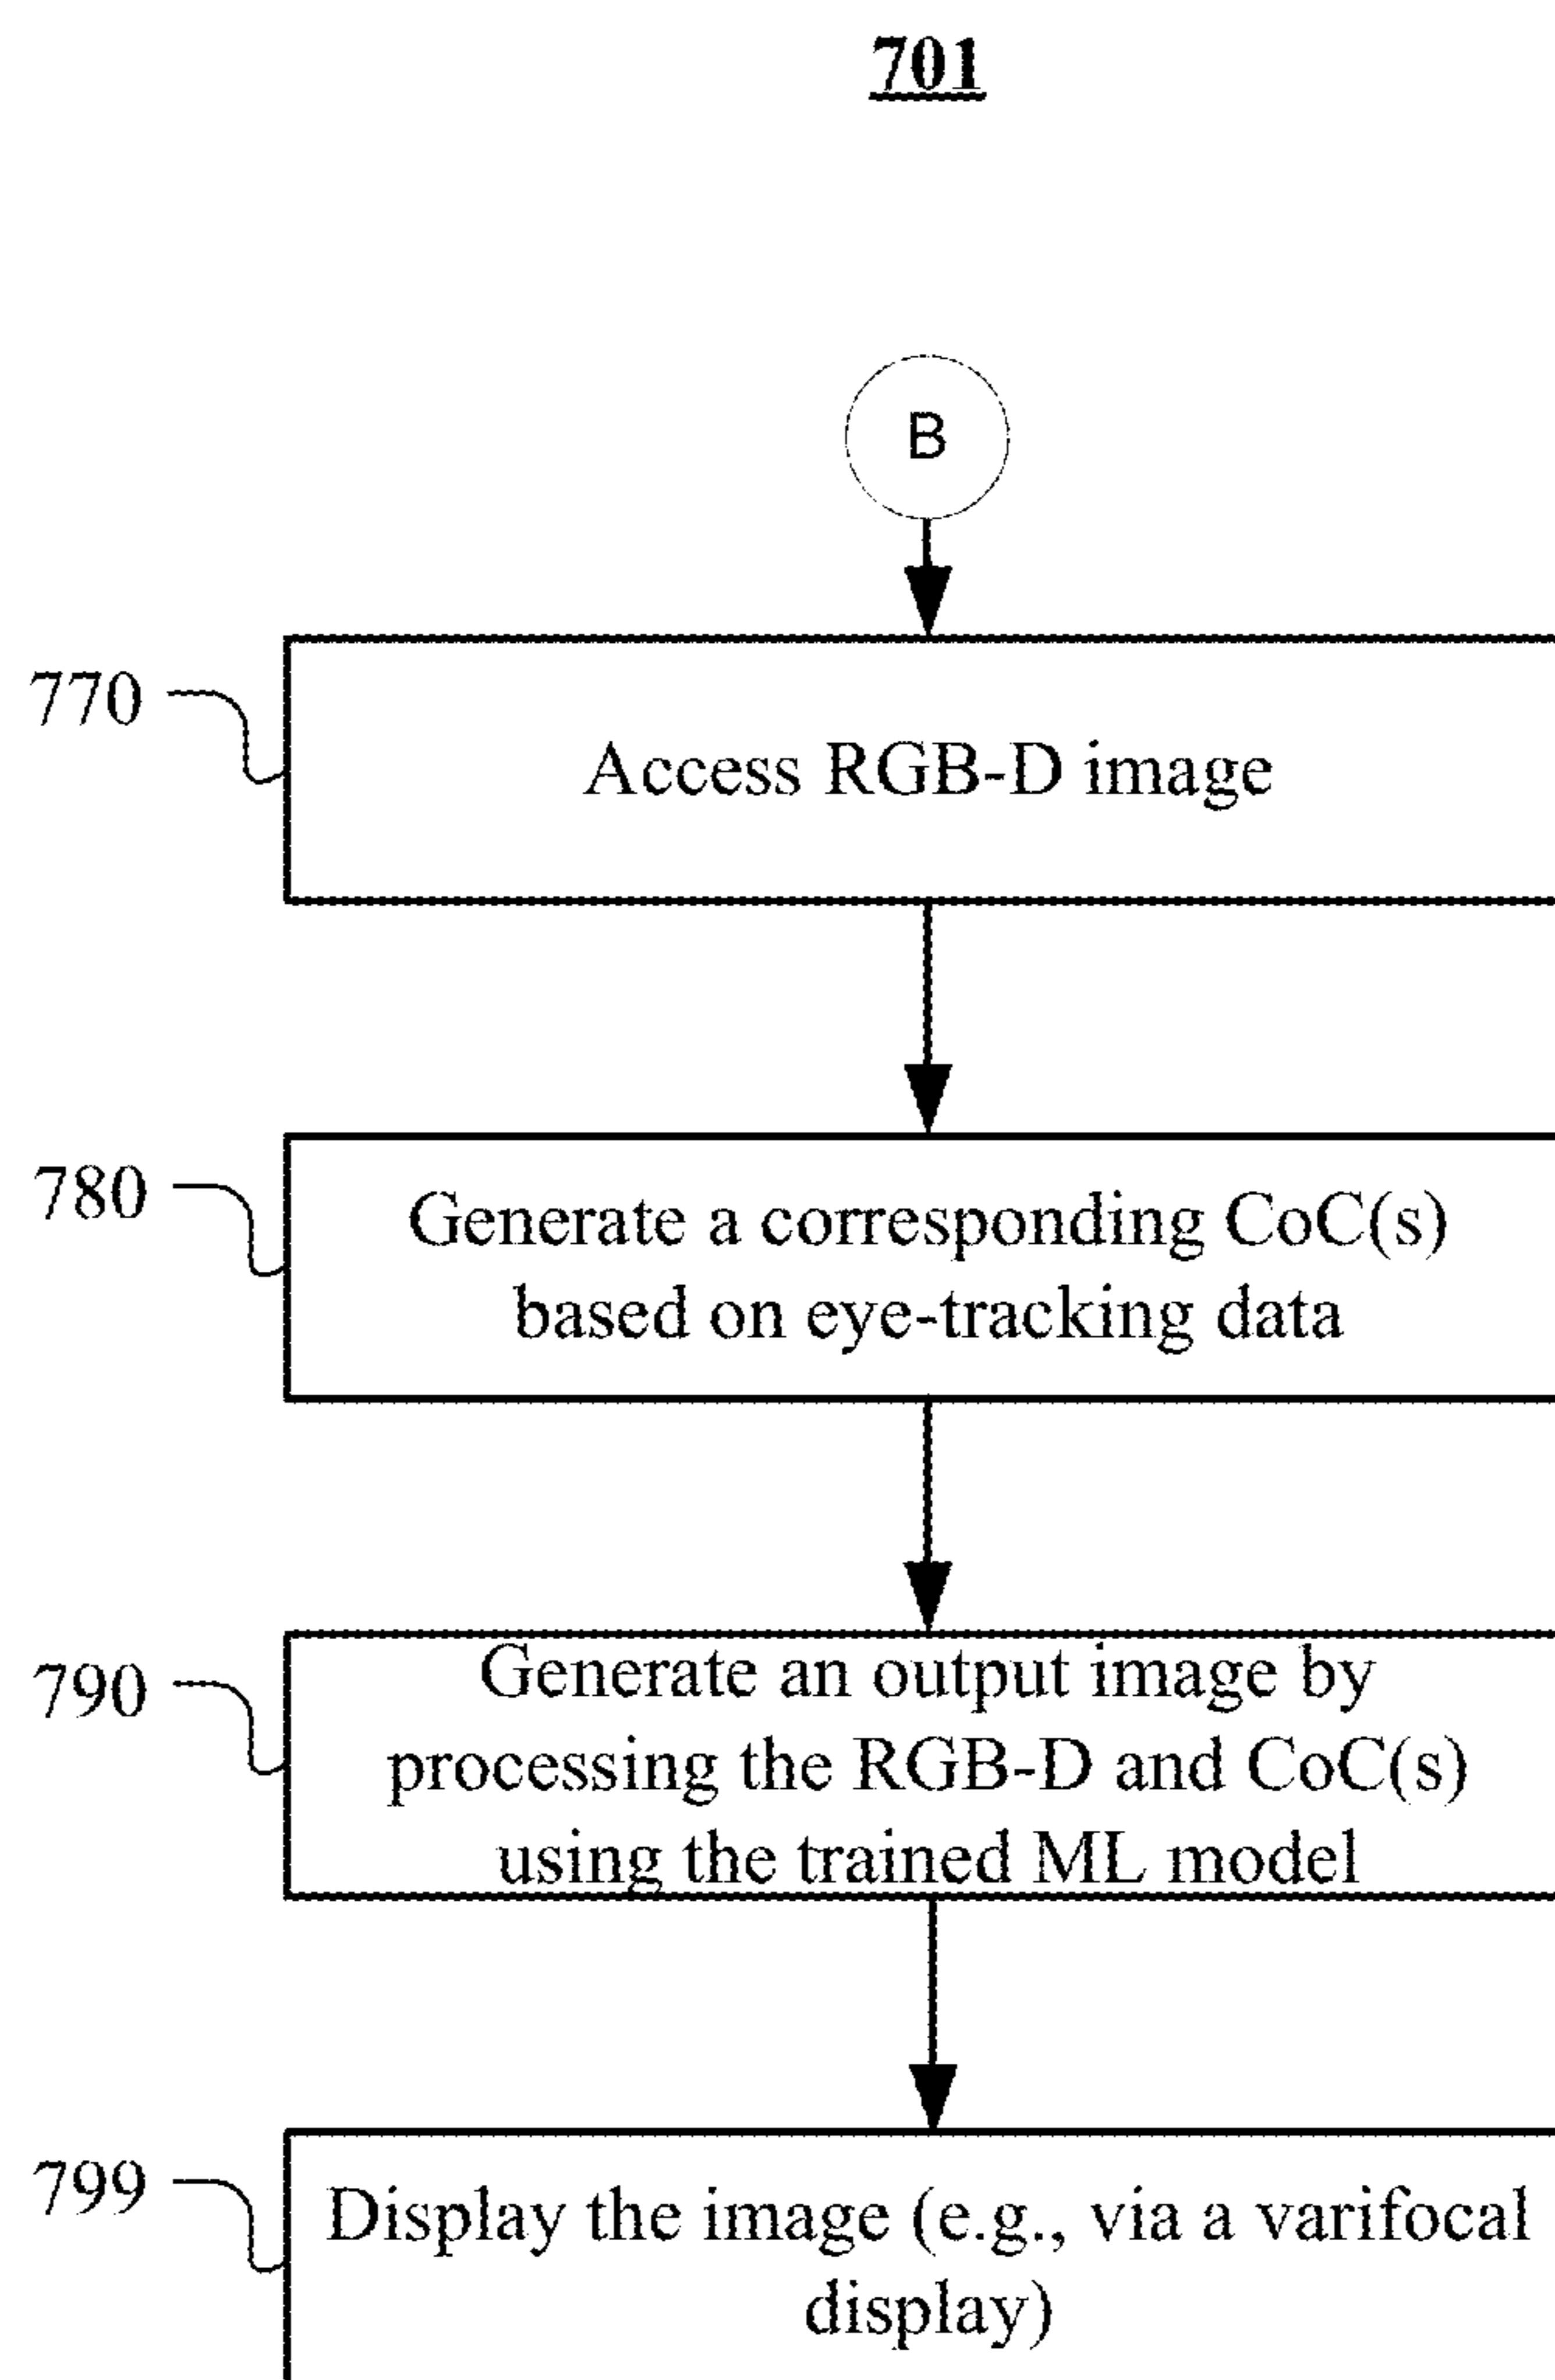 701
B
770
Access RGB-D image
780
Generate a corresponding CoC(s)
based on eye-tracking data
790
Generate an output image by
processing the RGB-D and CoC(s)
using the trained ML model
799
Display the image (e.g., via a varifocal
display)